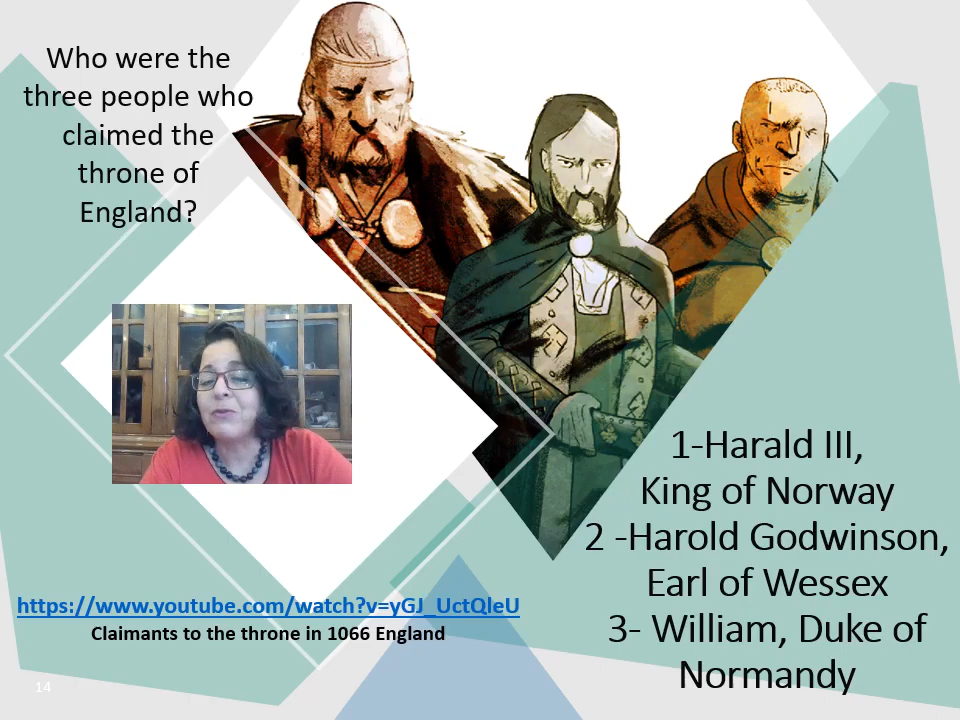 Who were the
three people who
claimed the
throne of
England?
1-Harald III,
King of Norway
2 -Harold Godwinson,
Earl of Wessex
3- William, Duke of
Normandy
https://www.youtube.com/watch?v=yGJ_UctQleU
Claimants to the throne in 1066 England
14